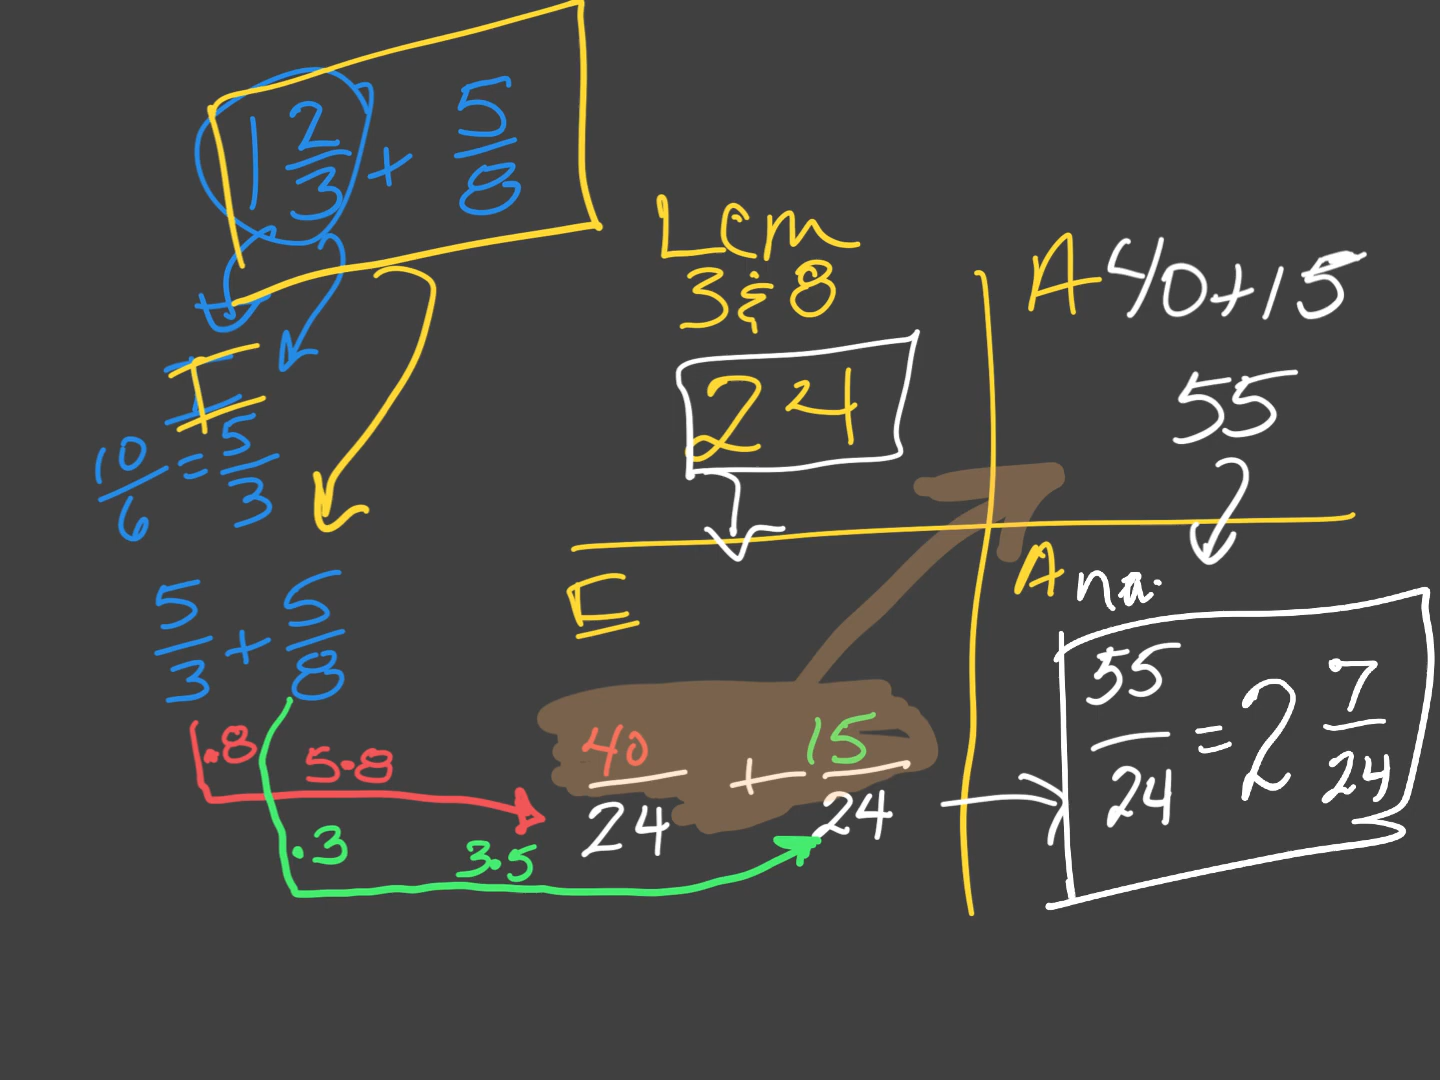 1 2/3 + 5/8
I
10/6 = 5/3
5/3 + 5/8
.8
5.8
.3
3.5
Lcm
3 & 8
24
E
40/24 + 15/24
A 40+15
55
A na.
55/24 = 2 7/24